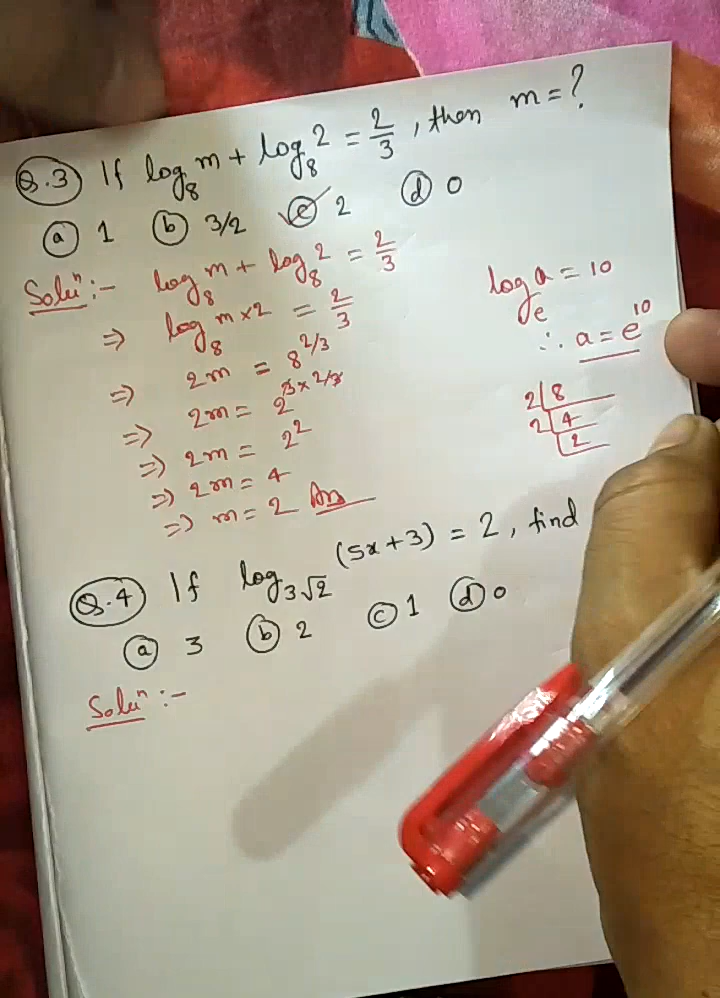 Q.3 If log₈ m + log₈ 2 = 2/3, then m = ?
a 1 b 3/2 c 2 d 0
Soluⁿ :- log₈ m + log₈ 2 = 2/3
⇒ log₈ m×2 = 2/3
⇒ 2m = 8^2/3
⇒ 2m = 2^3×2/3
⇒ 2m = 2²
⇒ 2m = 4
⇒ m = 2 Ans
logₑ a = 10
∴ a = e¹⁰
2 8
2 4
2
Q.4 If log₃√2 (5x+3) = 2, find
a 3 b 2 c 1 d 0
Soluⁿ :-